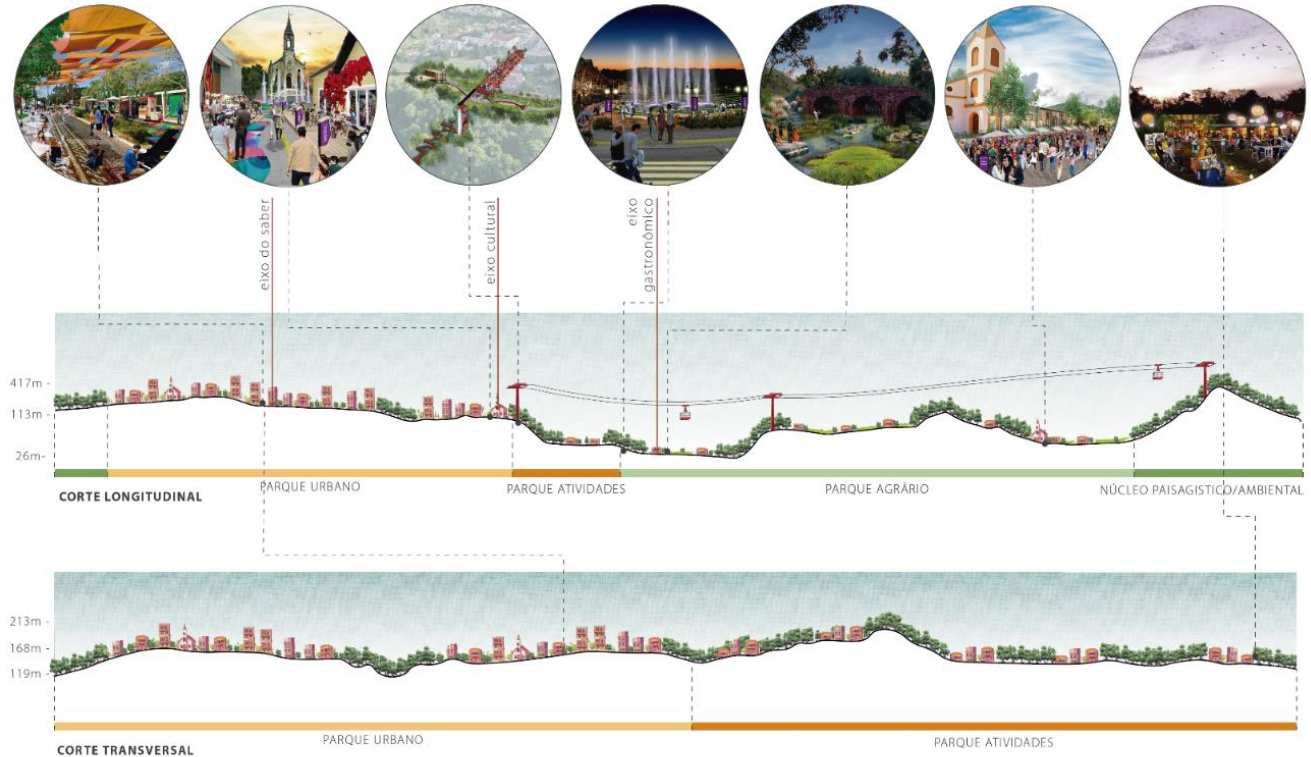 eixo do saber
eixo cultural
eixo
gastronômico
417m -
113m -
26m-
CORTE LONGITUDINAL
PARQUE URBANO
PARQUE ATIVIDADES
PARQUE AGRÁRIO
NÚCLEO PAISAGISTICO/AMBIENTAL
213m -
168m -
119m -
CORTE TRANSVERSAL
PARQUE URBANO
PARQUE ATIVIDADES